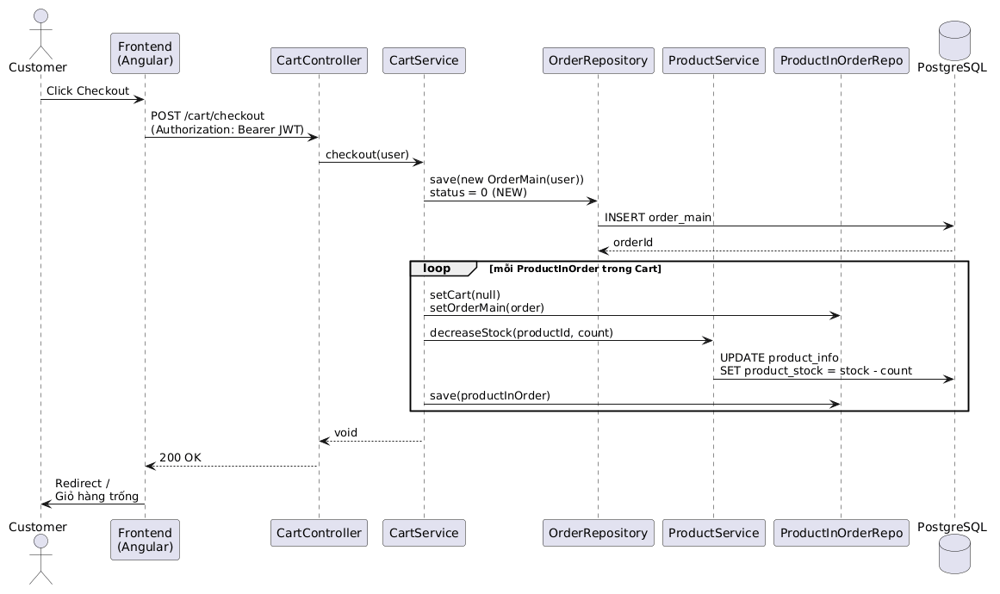 Customer
Frontend
(Angular)
CartController
CartService
OrderRepository
ProductService
ProductInOrderRepo
PostgreSQL
Click Checkout
POST /cart/checkout
(Authorization: Bearer JWT)
checkout(user)
save(new OrderMain(user))
status = 0 (NEW)
INSERT order_main
orderId
loop
[mỗi ProductInOrder trong Cart]
setCart(null)
setOrderMain(order)
decreaseStock(productId, count)
UPDATE product_info
SET product_stock = stock - count
save(productInOrder)
void
200 OK
Redirect /
Giỏ hàng trống
Customer
Frontend
(Angular)
CartController
CartService
OrderRepository
ProductService
ProductInOrderRepo
PostgreSQL